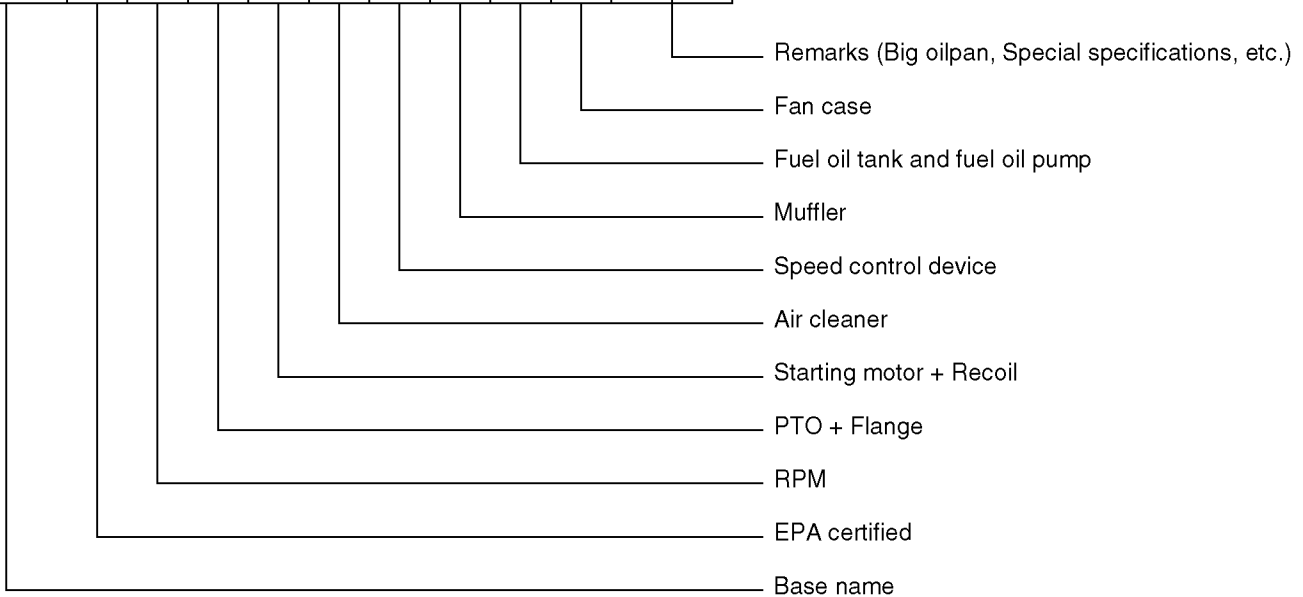 Remarks (Big oilpan, Special specifications, etc.)
Fan case
Fuel oil tank and fuel oil pump
Muffler
Speed control device
Air cleaner
Starting motor + Recoil
PTO + Flange
RPM
EPA certified
Base name